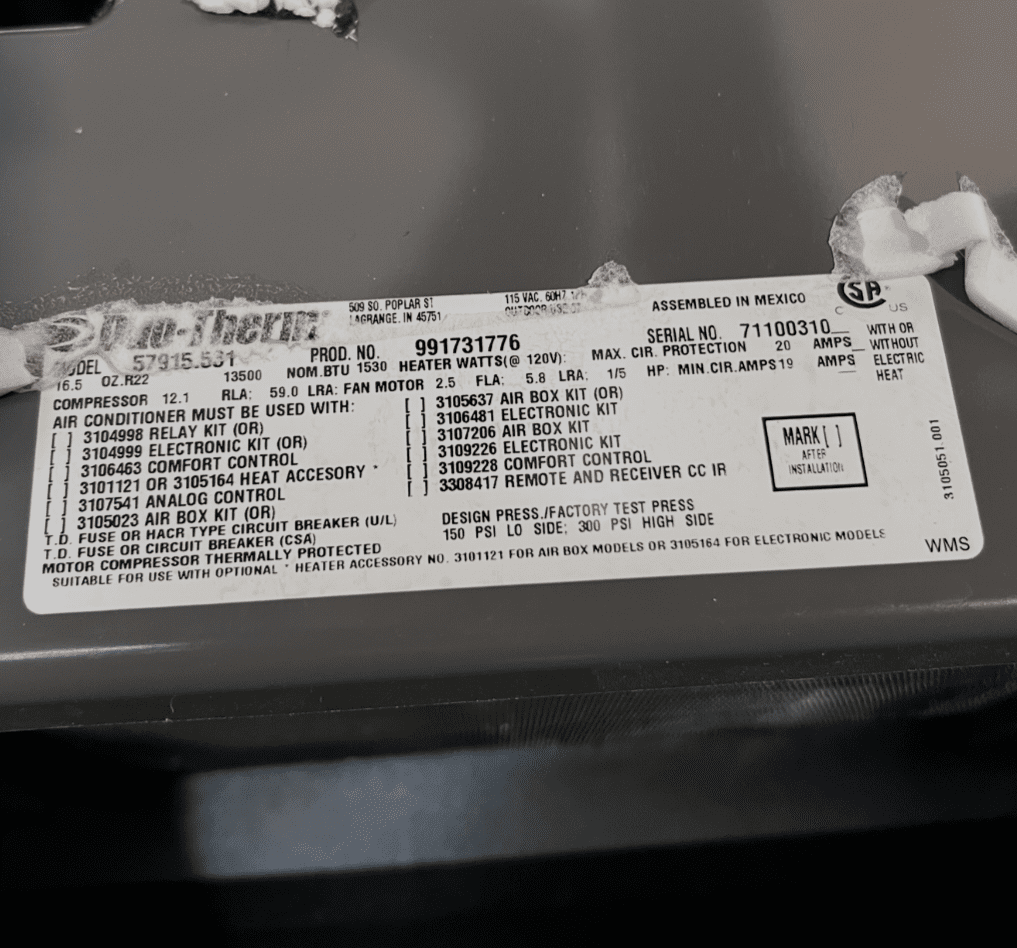 Duo-Therm
509 SO. POPLAR ST
LAGRANGE, IN 45751
115 VAC. 60HZ
ASSEMBLED IN MEXICO
SA
C US
MODEL 57915.531
PROD. NO. 991731776
SERIAL NO. 71100310
16.5 OZ.R22 13500 NOM.BTU 1530 HEATER WATTS(@ 120V): MAX. CIR. PROTECTION 20 AMPS
COMPRESSOR 12.1 RLA: 59.0 LRA: FAN MOTOR 2.5 FLA: 5.8 LRA: 1/5 HP: MIN.CIR.AMPS 19 AMPS
WITH OR
WITHOUT
ELECTRIC
HEAT
AIR CONDITIONER MUST BE USED WITH:
[ ] 3104998 RELAY KIT (OR)
[ ] 3104999 ELECTRONIC KIT (OR)
[ ] 3106463 COMFORT CONTROL
[ ] 3101121 OR 3105164 HEAT ACCESORY *
[ ] 3107541 ANALOG CONTROL
[ ] 3105023 AIR BOX KIT (OR)
[ ] 3105637 AIR BOX KIT (OR)
[ ] 3106481 ELECTRONIC KIT
[ ] 3107206 AIR BOX KIT
[ ] 3109226 ELECTRONIC KIT
[ ] 3109228 COMFORT CONTROL
[ ] 3308417 REMOTE AND RECEIVER CC IR
MARK [ ]
AFTER
INSTALLATION
3105051.001
T.D. FUSE OR HACR TYPE CIRCUIT BREAKER (U/L)
T.D. FUSE OR CIRCUIT BREAKER (CSA)
DESIGN PRESS./FACTORY TEST PRESS
150 PSI LO SIDE; 300 PSI HIGH SIDE
MOTOR COMPRESSOR THERMALLY PROTECTED
SUITABLE FOR USE WITH OPTIONAL * HEATER ACCESSORY NO. 3101121 FOR AIR BOX MODELS OR 3105164 FOR ELECTRONIC MODELS
WMS